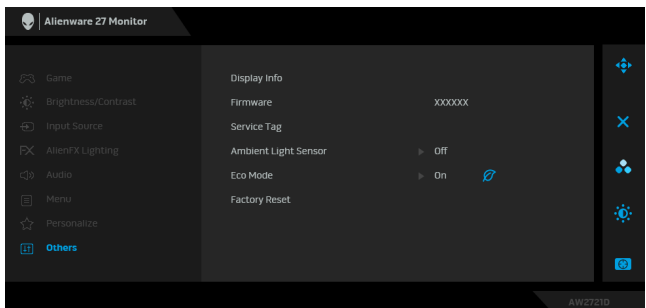 Alienware 27 Monitor
Game
Brightness/Contrast
Input Source
AlienFX Lighting
Audio
Menu
Personalize
Others
Display Info
Firmware XXXXXX
Service Tag
Ambient Light Sensor Off
Eco Mode On
Factory Reset
AW2721D